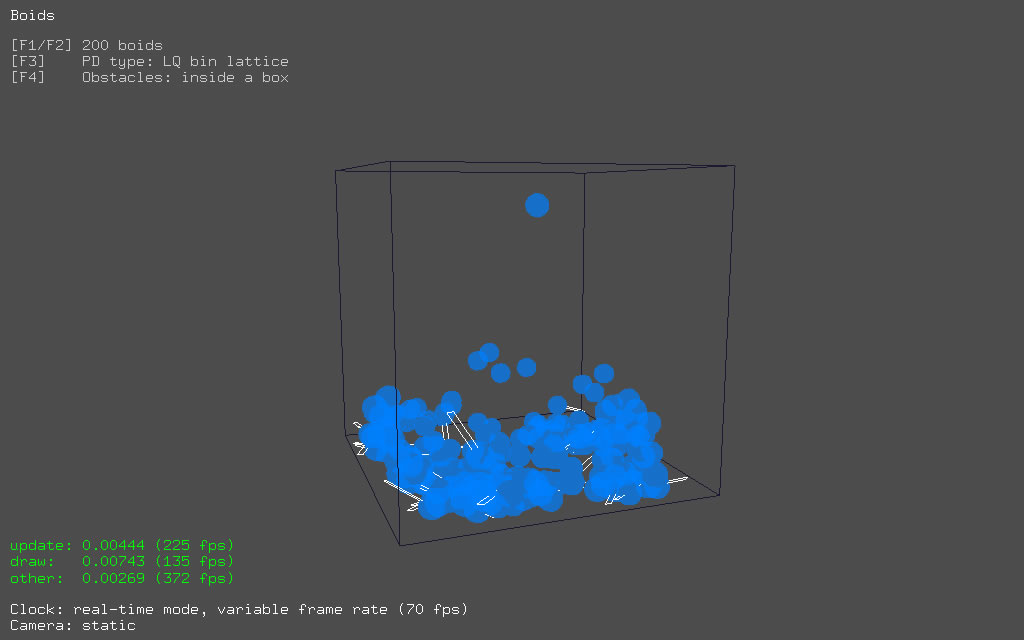 Boids
[F1/F2] 200 boids
[F3] PD type: LQ bin lattice
[F4] Obstacles: inside a box
update: 0.00444 (225 fps)
draw: 0.00743 (135 fps)
other: 0.00269 (372 fps)
Clock: real-time mode, variable frame rate (70 fps)
Camera: static